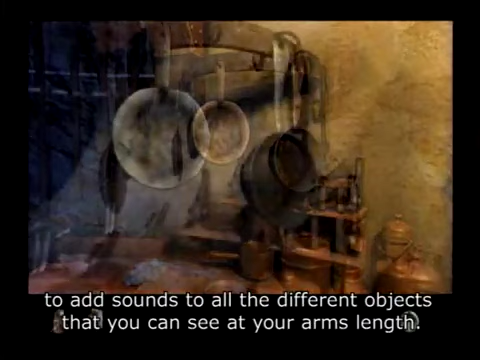 to add sounds to all the different objects
that you can see at your arms length.